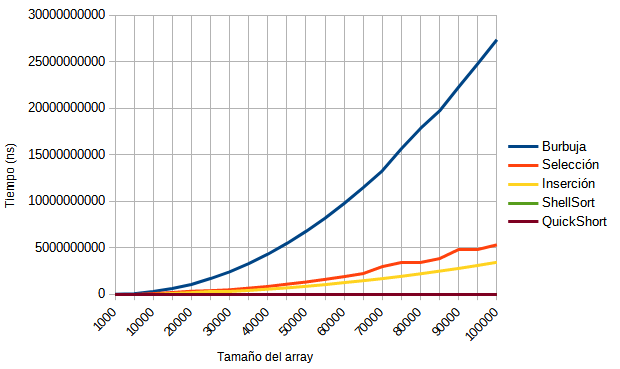 30000000000
25000000000
20000000000
15000000000
10000000000
5000000000
0
Tiempo (ns)
1000
10000
20000
30000
40000
50000
60000
70000
80000
90000
100000
Tamaño del array
Burbuja
Selección
Inserción
ShellSort
QuickShort